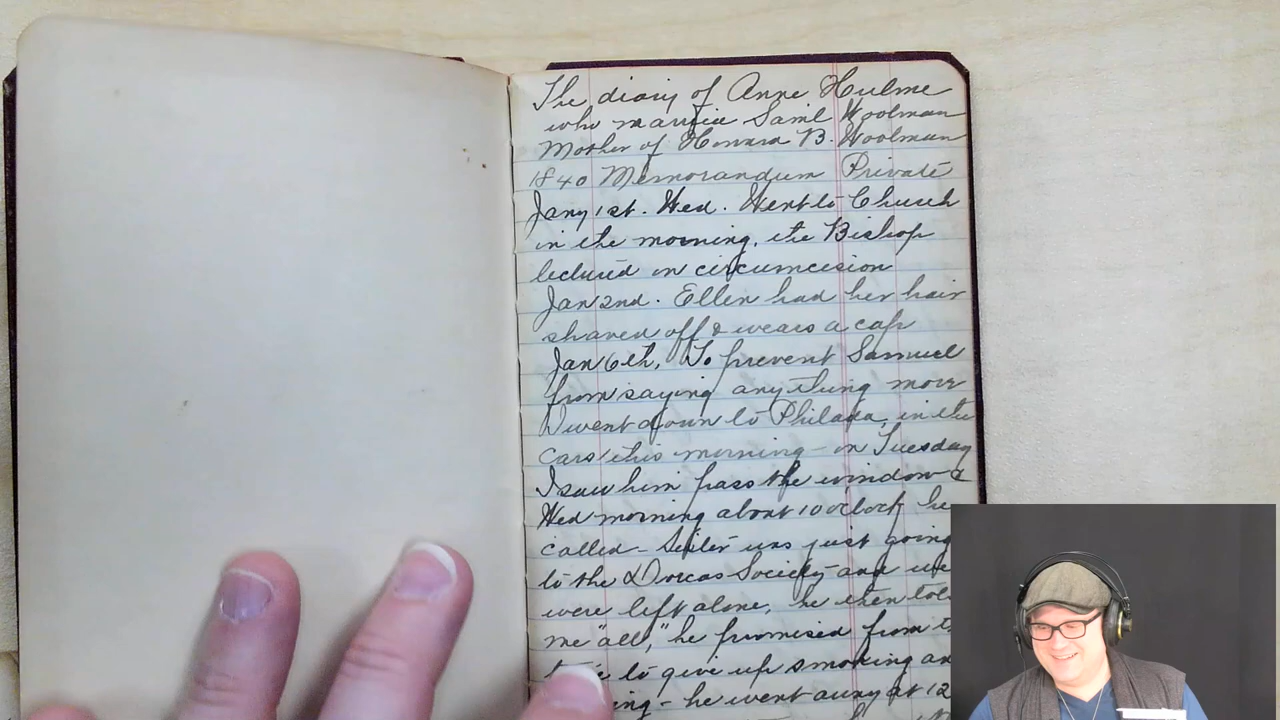 The diary of Anne Hulme
who married Saml Woolman
Mother of Howard B. Woolman
1840 Memorandum Private
Jany 1st. Wed. Went to Church
in the morning, the Bishop
lectured on circumcision
Jan 2nd. Ellen had her hair
shaved off & wears a cap
Jan 6th, To prevent Samuel
from saying anything more
I went down to Philada, in the
cars this morning - on Tuesday
I saw him pass the window &
Wed morning about 10 oclock he
called - Sister was just going
to the Dorcas Society - and we
were left alone, he then told
me "all," he promised from
to give up smoking an
ing - he went away at 12